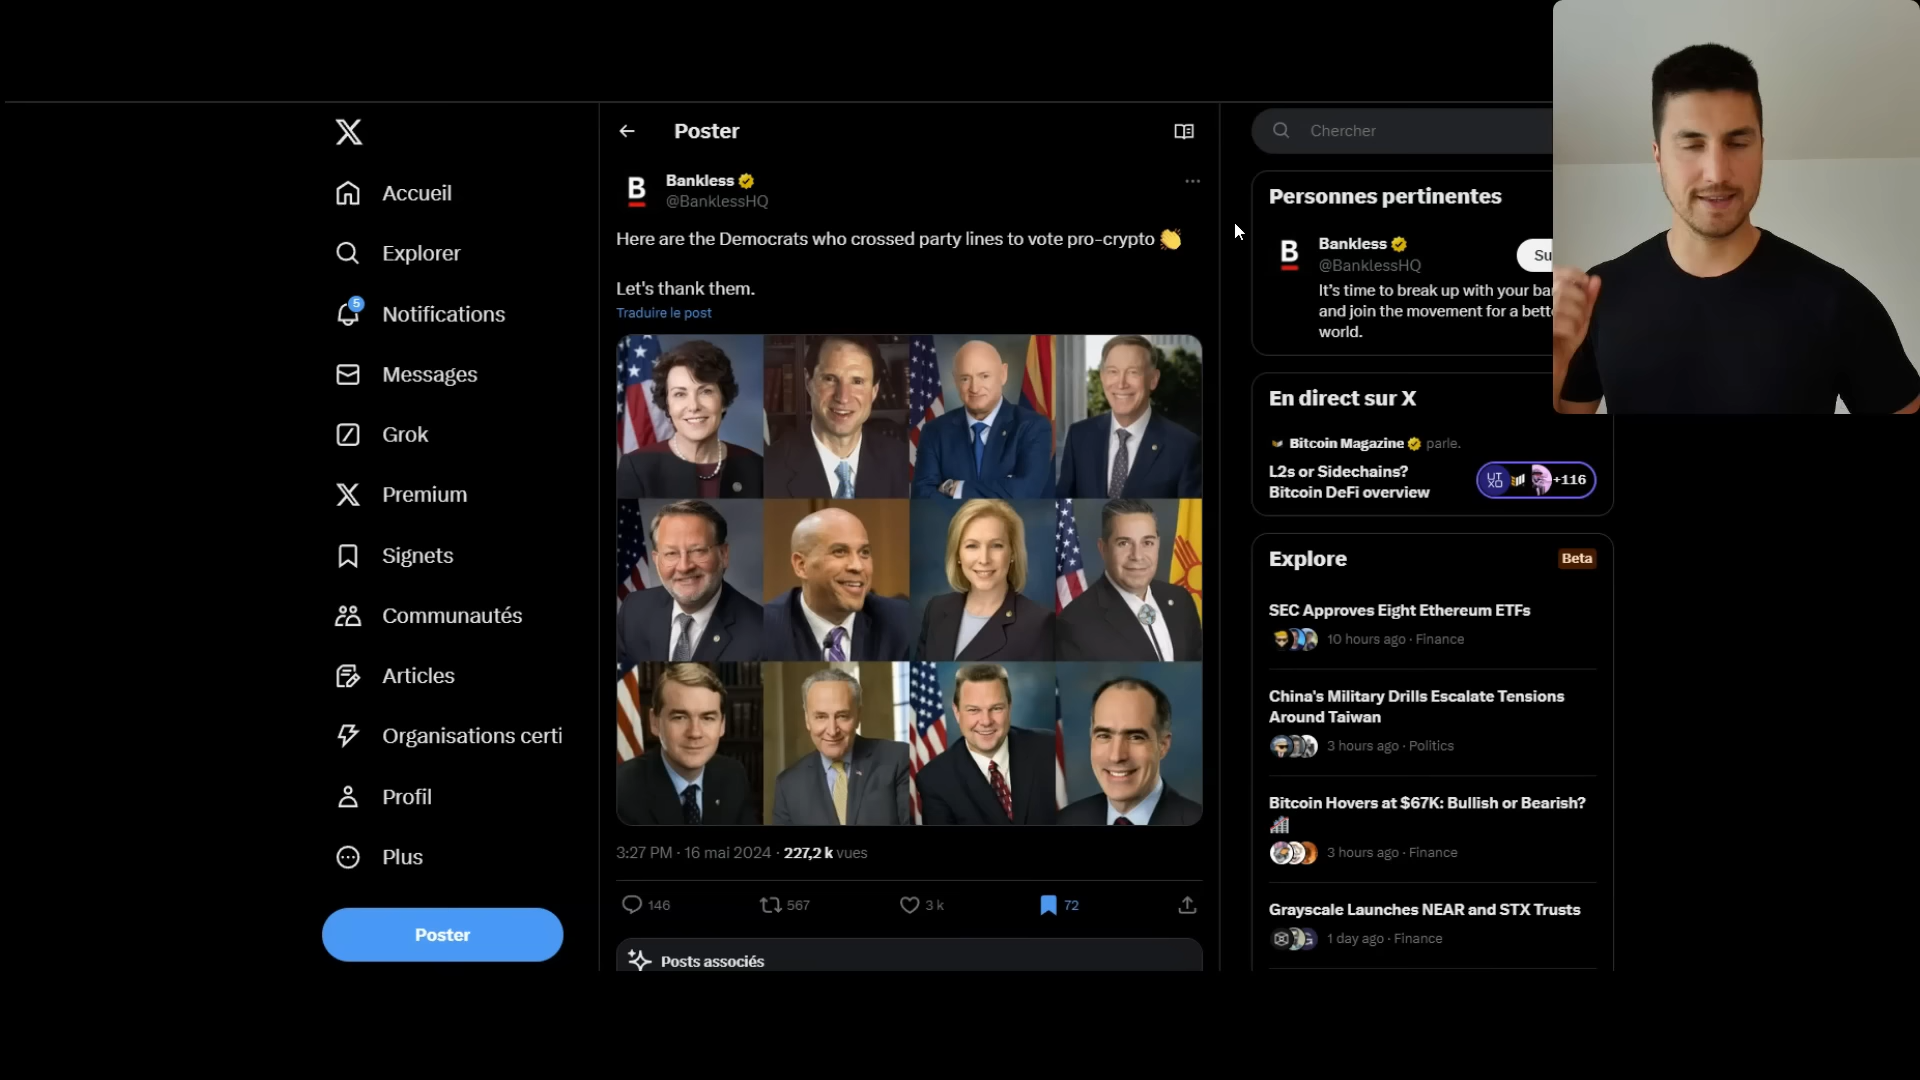 Accueil
Explorer
5
Notifications
Messages
Grok
Premium
Signets
Communautés
Articles
Organisations certi
Profil
Plus
Poster
Poster
B
Bankless
@BanklessHQ
Here are the Democrats who crossed party lines to vote pro-crypto 👏
Let's thank them.
Traduire le post
3:27 PM · 16 mai 2024 · 227,2 k vues
146
567
3 k
72
Posts associés
Chercher
Personnes pertinentes
B
Bankless
@BanklessHQ
Su
It's time to break up with your ba
and join the movement for a bett
world.
En direct sur X
Bitcoin Magazine parle.
L2s or Sidechains?
Bitcoin DeFi overview
UT
XO
+116
Explore
Beta
SEC Approves Eight Ethereum ETFs
10 hours ago · Finance
China's Military Drills Escalate Tensions
Around Taiwan
3 hours ago · Politics
Bitcoin Hovers at $67K: Bullish or Bearish?
3 hours ago · Finance
Grayscale Launches NEAR and STX Trusts
1 day ago · Finance